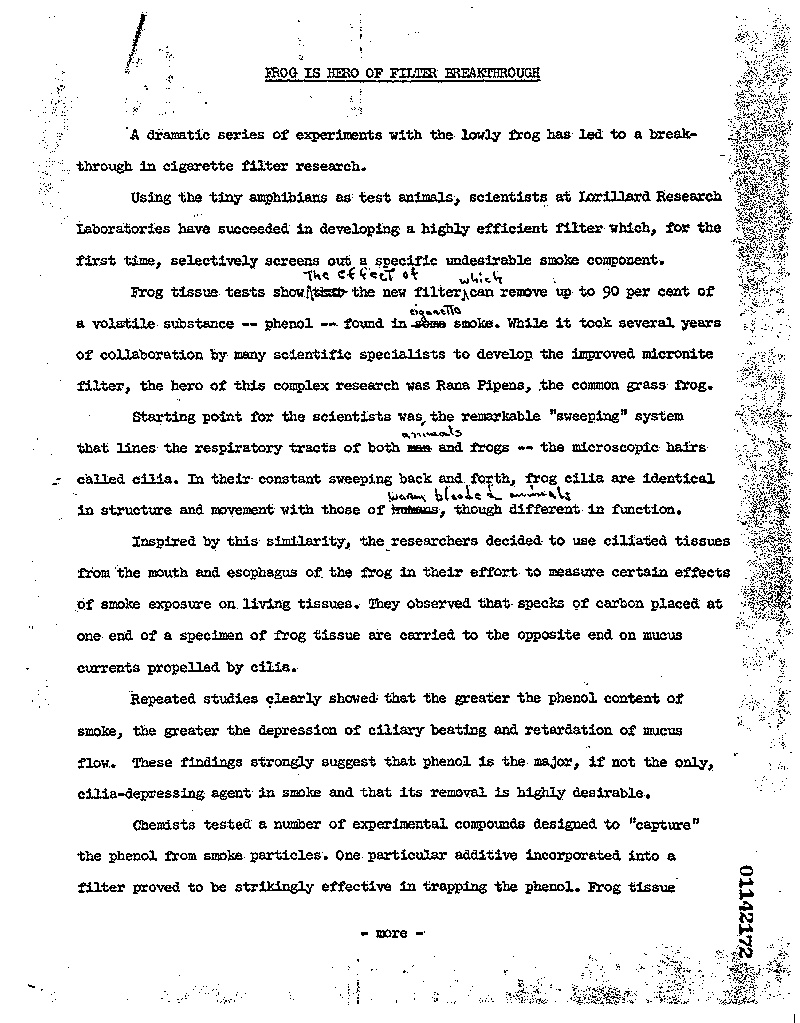 FROG IS HERO OF FILTER BREAKTHROUGH
A dramatic series of experiments with the lowly frog has led to a break-
through in cigarette filter research.
Using the tiny amphibians as test animals, scientists at Lorillard Research
Laboratories have succeeded in developing a highly efficient filter which, for the
first time, selectively screens out a specific undesirable smoke component.
The effect of which
Frog tissue tests show that the new filter can remove up to 90 per cent of
cigarette
a volatile substance -- phenol -- found in some smoke. While it took several years
of collaboration by many scientific specialists to develop the improved micronite
filter, the hero of this complex research was Rana Pipens, the common grass frog.
Starting point for the scientists was the remarkable "sweeping" system
animals
that lines the respiratory tracts of both men and frogs -- the microscopic hairs
called cilia. In their constant sweeping back and forth, frog cilia are identical
warm blooded animals
in structure and movement with those of humans, though different in function.
Inspired by this similarity, the researchers decided to use ciliated tissues
from the mouth and esophagus of the frog in their effort to measure certain effects
of smoke exposure on living tissues. They observed that specks of carbon placed at
one end of a specimen of frog tissue are carried to the opposite end on mucus
currents propelled by cilia.
Repeated studies clearly showed that the greater the phenol content of
smoke, the greater the depression of ciliary beating and retardation of mucus
flow. These findings strongly suggest that phenol is the major, if not the only,
cilia-depressing agent in smoke and that its removal is highly desirable.
Chemists tested a number of experimental compounds designed to "capture"
the phenol from smoke particles. One particular additive incorporated into a
filter proved to be strikingly effective in trapping the phenol. Frog tissue
- more -
01142172